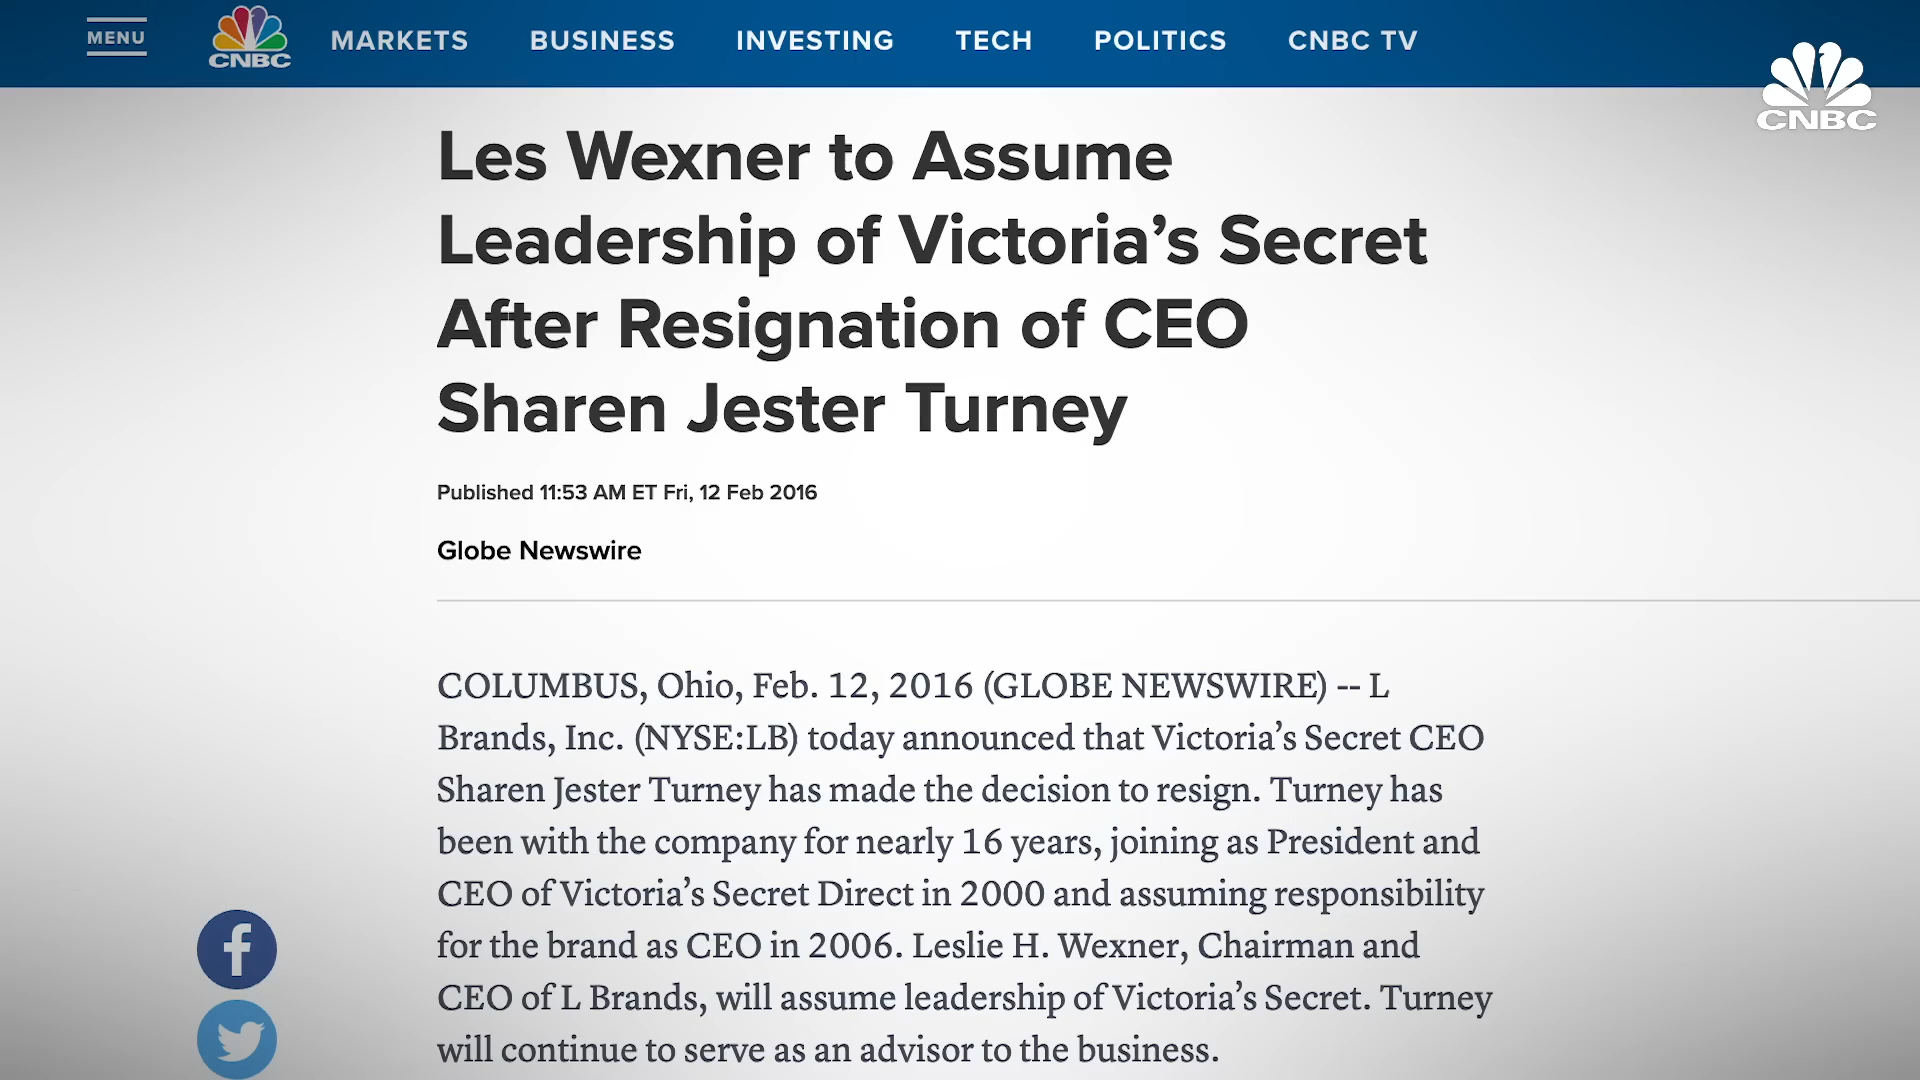 MENU
CNBC
MARKETS
BUSINESS
INVESTING
TECH
POLITICS
CNBC TV
CNBC
Les Wexner to Assume
Leadership of Victoria’s Secret
After Resignation of CEO
Sharen Jester Turney
Published 11:53 AM ET Fri, 12 Feb 2016
Globe Newswire
COLUMBUS, Ohio, Feb. 12, 2016 (GLOBE NEWSWIRE) -- L
Brands, Inc. (NYSE:LB) today announced that Victoria’s Secret CEO
Sharen Jester Turney has made the decision to resign. Turney has
been with the company for nearly 16 years, joining as President and
CEO of Victoria’s Secret Direct in 2000 and assuming responsibility
for the brand as CEO in 2006. Leslie H. Wexner, Chairman and
CEO of L Brands, will assume leadership of Victoria’s Secret. Turney
will continue to serve as an advisor to the business.